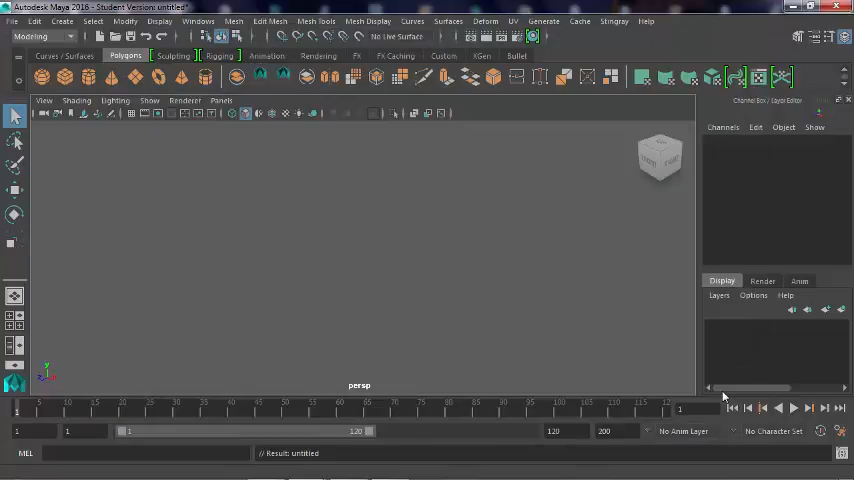 Autodesk Maya 2016 - Student Version: untitled*
File Edit Create Select Modify Display Windows Mesh Edit Mesh Mesh Tools Mesh Display Curves Surfaces Deform UV Generate Cache Stingray Help
Modeling No Live Surface
Curves / Surfaces Polygons Sculpting Rigging Animation Rendering FX FX Caching Custom XGen Bullet
View Shading Lighting Show Renderer Panels
Channel Box / Layer Editor
Channels Edit Object Show
Display Render Anim
Layers Options Help
y
persp
5 10 15 20 25 30 35 40 45 50 55 60 65 70 75 80 85 90 95 100 105 110 115 12
1 1
1 1 1 120 120 200 No Anim Layer No Character Set
MEL // Result: untitled